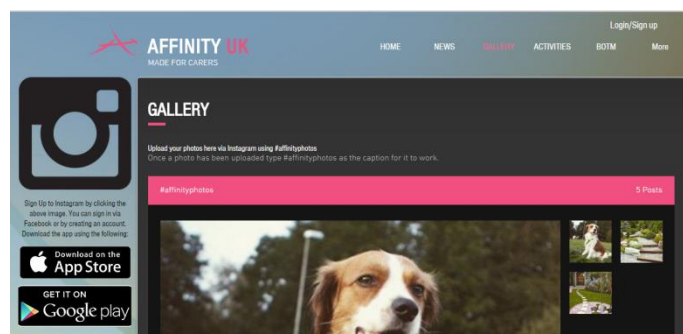 Login/Sign up
AFFINITY UK
MADE FOR CARERS
HOME NEWS GALLERY ACTIVITIES BOTM More
GALLERY
Upload your photos here via Instagram using #affinityphotos
Once a photo has been uploaded type #affinityphotos as the caption for it to work.
#affinityphotos 5 Posts
Sign Up to Instagram by clicking the
above image. You can sign in via
Facebook or by creating an account.
Download the app using the following:
Download on the
App Store
GET IT ON
Google play